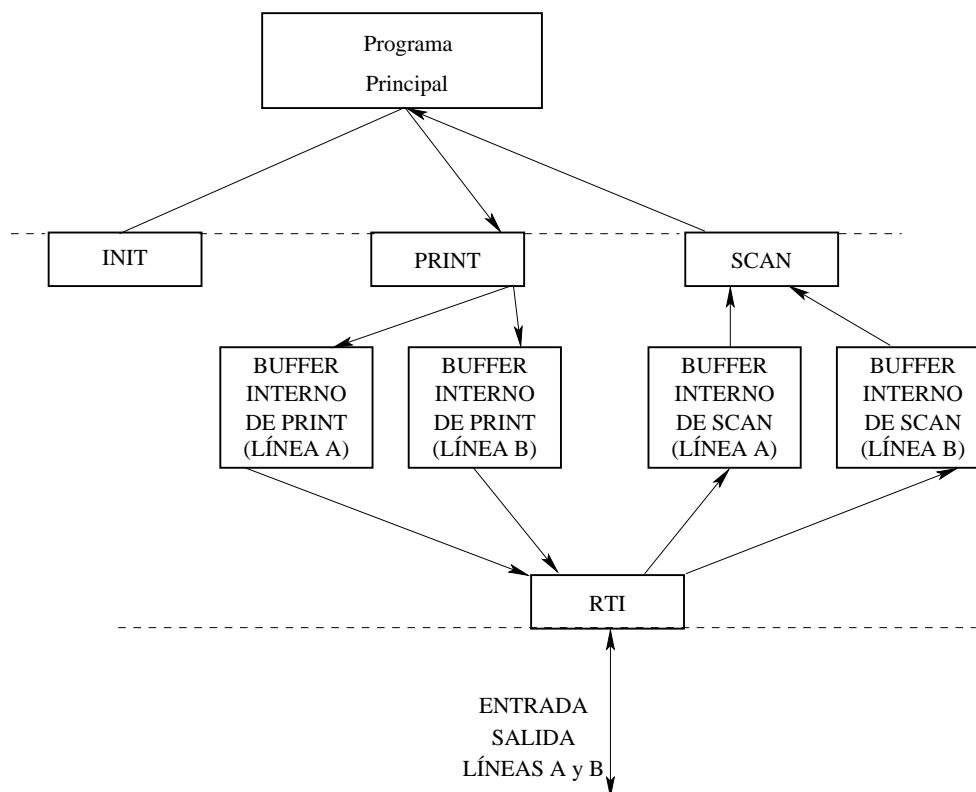 Programa
Principal
INIT
PRINT
SCAN
BUFFER
INTERNO
DE PRINT
(LÍNEA A)
BUFFER
INTERNO
DE PRINT
(LÍNEA B)
BUFFER
INTERNO
DE SCAN
(LÍNEA A)
BUFFER
INTERNO
DE SCAN
(LÍNEA B)
RTI
ENTRADA
SALIDA
LÍNEAS A y B